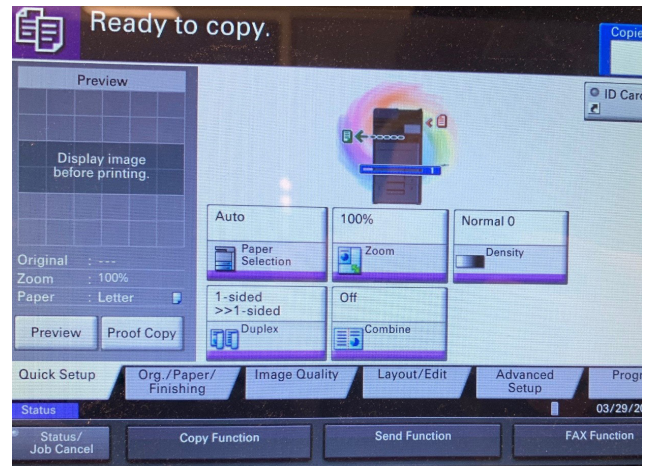 Ready to copy.
Copie
Preview
ID Card
Display image
before printing.
1
Auto
Paper
Selection
100%
Zoom
Normal 0
Density
Original : ---
Zoom : 100%
Paper : Letter
1-sided
>>1-sided
Duplex
Off
Combine
Preview
Proof Copy
Quick Setup
Org./Paper/
Finishing
Image Quality
Layout/Edit
Advanced
Setup
Progr
Status
03/29/20
Status/
Job Cancel
Copy Function
Send Function
FAX Function